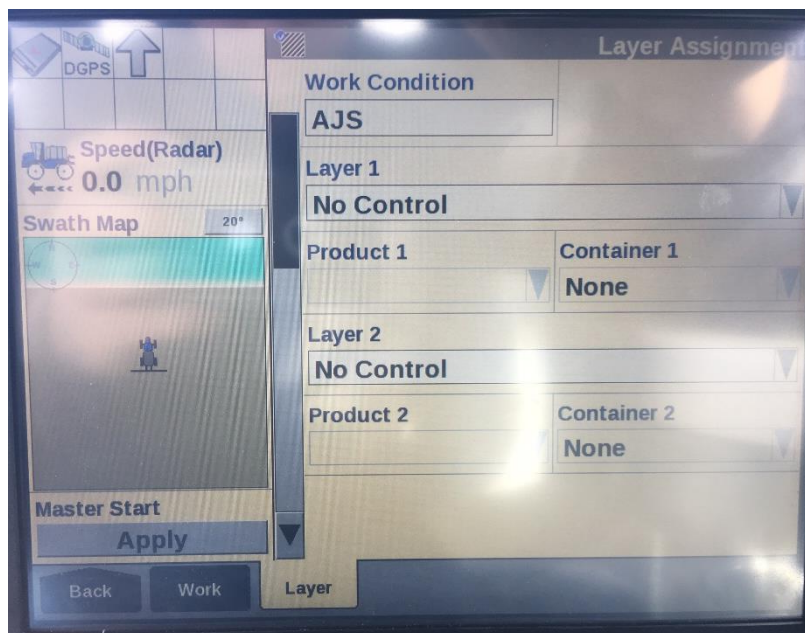 DGPS
Layer Assignmen
Work Condition
AJS
Speed(Radar)
0.0 mph
Layer 1
No Control
Swath Map
20°
Product 1
Container 1
None
Layer 2
No Control
Product 2
Container 2
None
Master Start
Apply
Back
Work
Layer